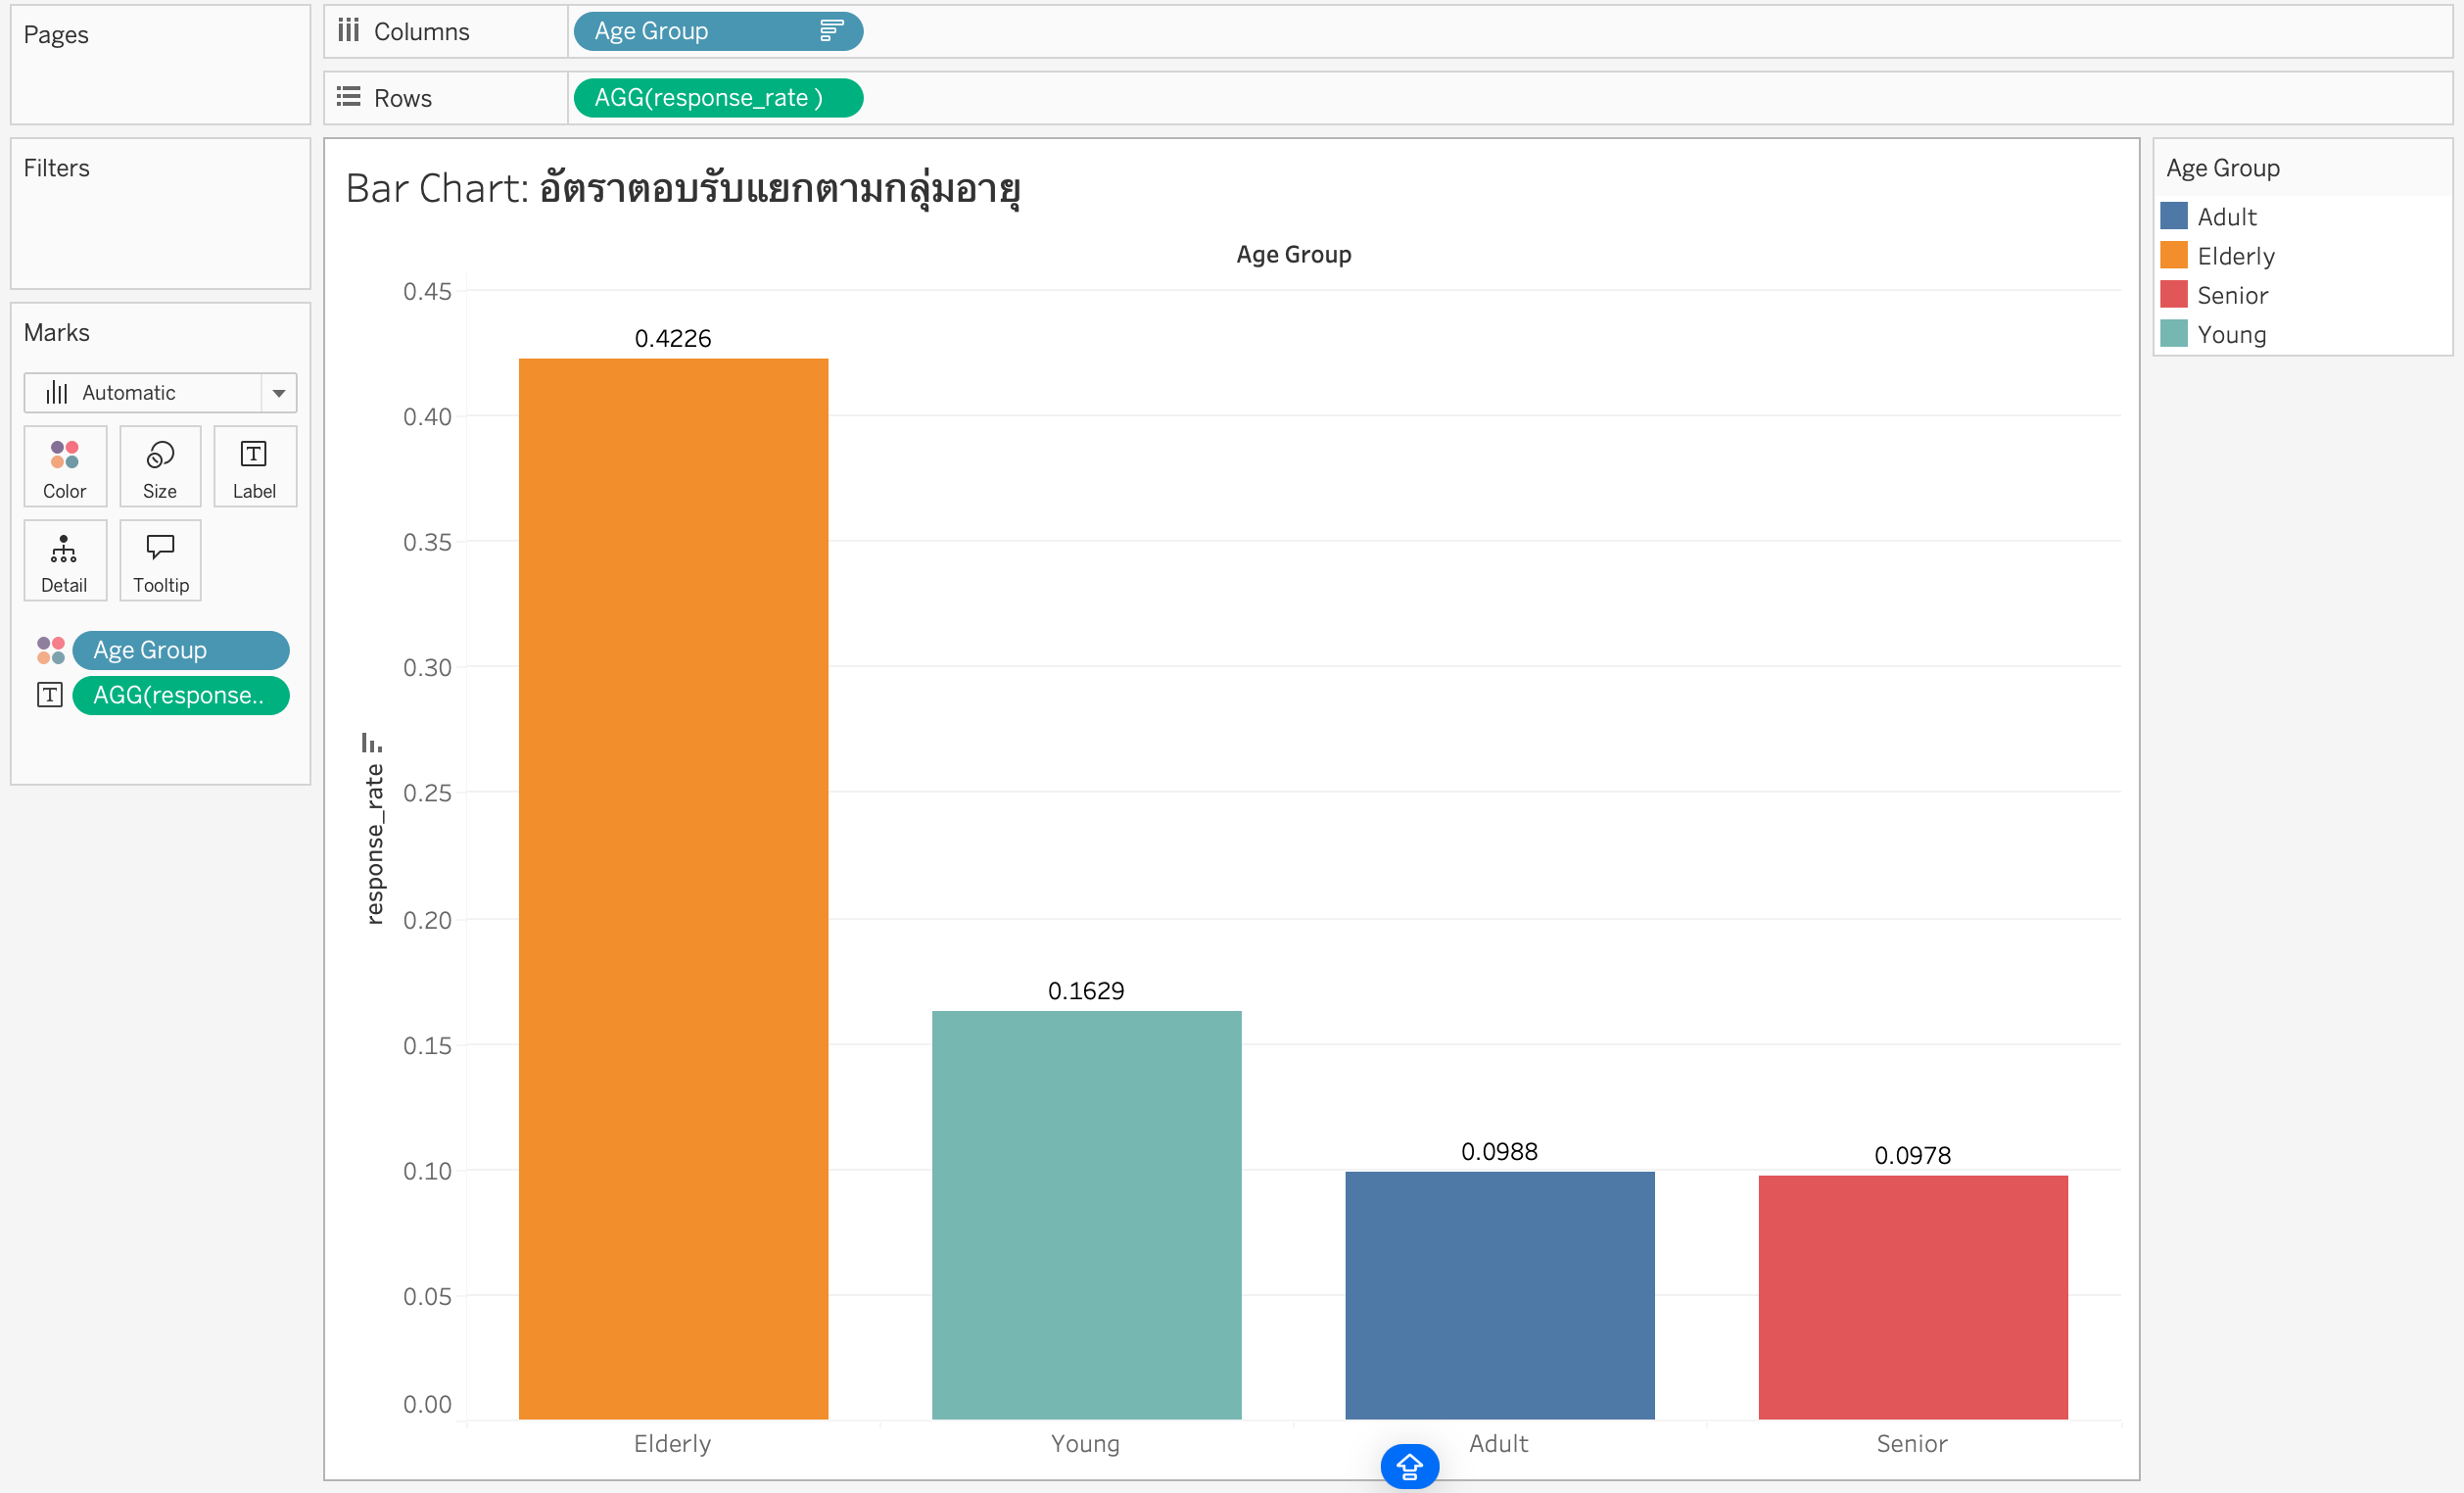 Pages
Columns
Age Group
Rows
AGG(response_rate )
Filters
Marks
Automatic
Color
Size
Label
Detail
Tooltip
Age Group
AGG(response..
Bar Chart: อัตราตอบรับแยกตามกลุ่มอายุ
Age Group
response_rate
0.45
0.40
0.35
0.30
0.25
0.20
0.15
0.10
0.05
0.00
0.4226
0.1629
0.0988
0.0978
Elderly
Young
Adult
Senior
Age Group
Adult
Elderly
Senior
Young